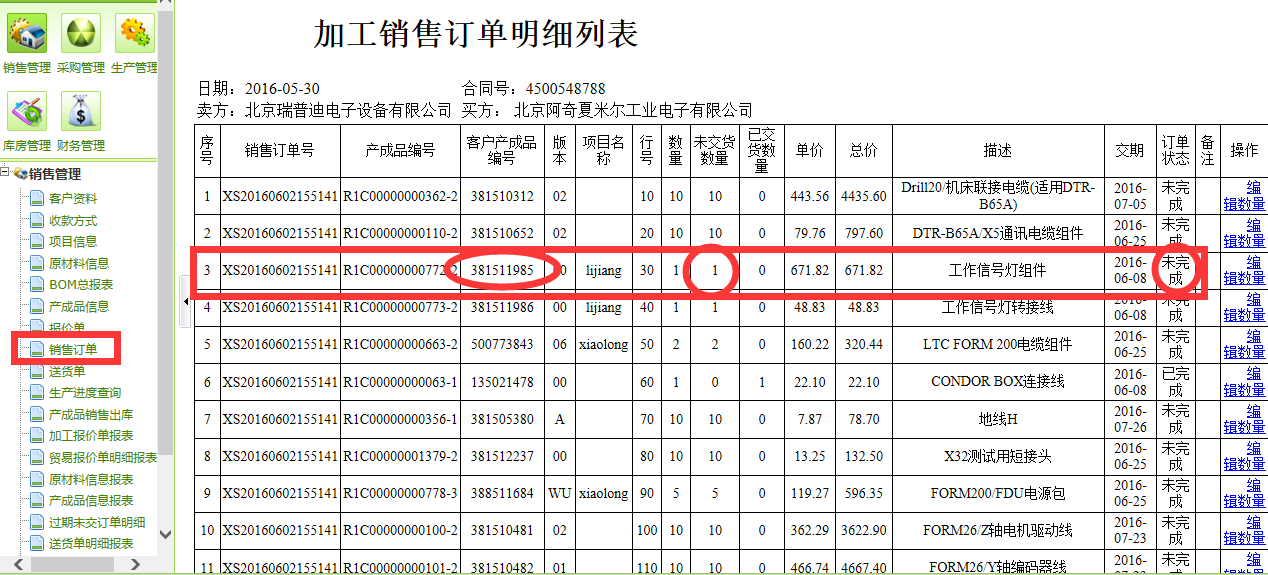 销售管理 采购管理 生产管理
库房管理 财务管理
销售管理
客户资料
收款方式
项目信息
原材料信息
BOM总报表
产成品信息
报价单
销售订单
送货单
生产进度查询
产成品销售出库
加工报价单报表
贸易报价单明细报表
原材料信息报表
产成品信息报表
过期未交订单明细
送货单明细报表
加工销售订单明细列表
日期：2016-05-30 合同号：4500548788
卖方：北京瑞普迪电子设备有限公司 买方： 北京阿奇夏米尔工业电子有限公司
序号 销售订单号 产成品编号 客户产成品编号 版本 项目名称 行号 数量 未交货数量 已交货数量 单价 总价 描述 交期 订单状态 备注 操作
1 XS20160602155141 R1C00000000362-2 381510312 02 10 10 10 0 443.56 4435.60 Drill20/机床联接电缆(适用DTR-B65A) 2016-07-05 未完成 编辑数量
2 XS20160602155141 R1C00000000110-2 381510652 02 20 10 10 0 79.76 797.60 DTR-B65A/X5通讯电缆组件 2016-06-25 未完成 编辑数量
3 XS20160602155141 R1C00000000772-2 381511985 0 lijiang 30 1 1 0 671.82 671.82 工作信号灯组件 2016-06-08 未完成 编辑数量
4 XS20160602155141 R1C00000000773-2 381511986 00 lijiang 40 1 1 0 48.83 48.83 工作信号灯转接线 2016-06-08 未完成 编辑数量
5 XS20160602155141 R1C00000000663-2 500773843 06 xiaolong 50 2 2 0 160.22 320.44 LTC FORM 200电缆组件 2016-06-25 未完成 编辑数量
6 XS20160602155141 R1C00000000063-1 135021478 00 60 1 0 1 22.10 22.10 CONDOR BOX连接线 2016-06-08 已完成 编辑数量
7 XS20160602155141 R1C00000000356-1 381505380 A 70 10 10 0 7.87 78.70 地线H 2016-07-26 未完成 编辑数量
8 XS20160602155141 R1C00000001379-2 381512237 00 80 10 10 0 13.25 132.50 X32测试用短接头 2016-06-25 未完成 编辑数量
9 XS20160602155141 R1C00000000778-3 388511684 WU xiaolong 90 5 5 0 119.27 596.35 FORM200/FDU电源包 2016-06-25 未完成 编辑数量
10 XS20160602155141 R1C00000000100-2 381510481 02 100 10 10 0 362.29 3622.90 FORM26/Z轴电机驱动线 2016-07-23 未完成 编辑数量
11 XS20160602155141 R1C00000000101-2 381510482 01 110 10 10 0 466.74 4667.40 FORM26/Y轴编码器线 2016- 未完 编